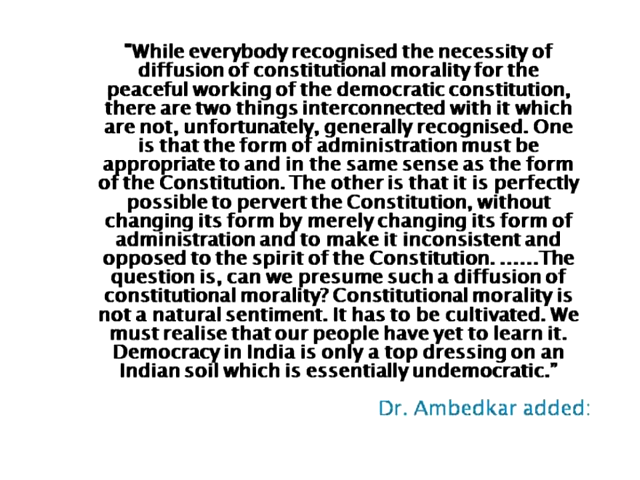 "While everybody recognised the necessity of
diffusion of constitutional morality for the
peaceful working of the democratic constitution,
there are two things interconnected with it which
are not, unfortunately, generally recognised. One
is that the form of administration must be
appropriate to and in the same sense as the form
of the Constitution. The other is that it is perfectly
possible to pervert the Constitution, without
changing its form by merely changing its form of
administration and to make it inconsistent and
opposed to the spirit of the Constitution. ......The
question is, can we presume such a diffusion of
constitutional morality? Constitutional morality is
not a natural sentiment. It has to be cultivated. We
must realise that our people have yet to learn it.
Democracy in India is only a top dressing on an
Indian soil which is essentially undemocratic.”
Dr. Ambedkar added: